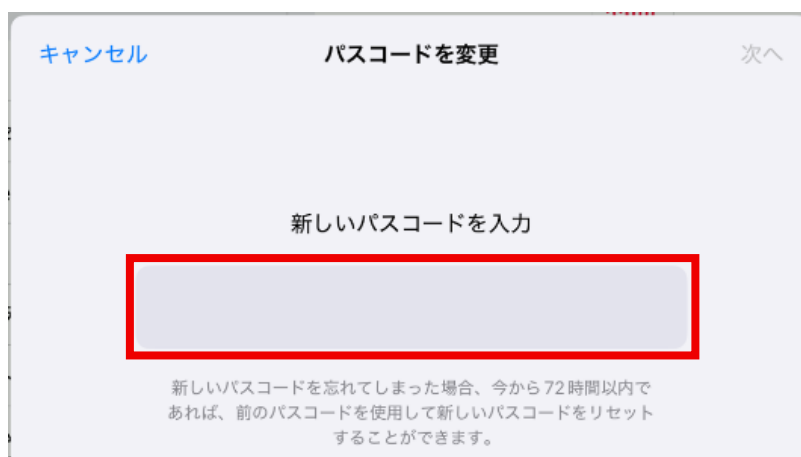 キャンセル パスコードを変更 次へ
新しいパスコードを入力
新しいパスコードを忘れてしまった場合、今から72時間以内で
あれば、前のパスコードを使用して新しいパスコードをリセット
することができます。